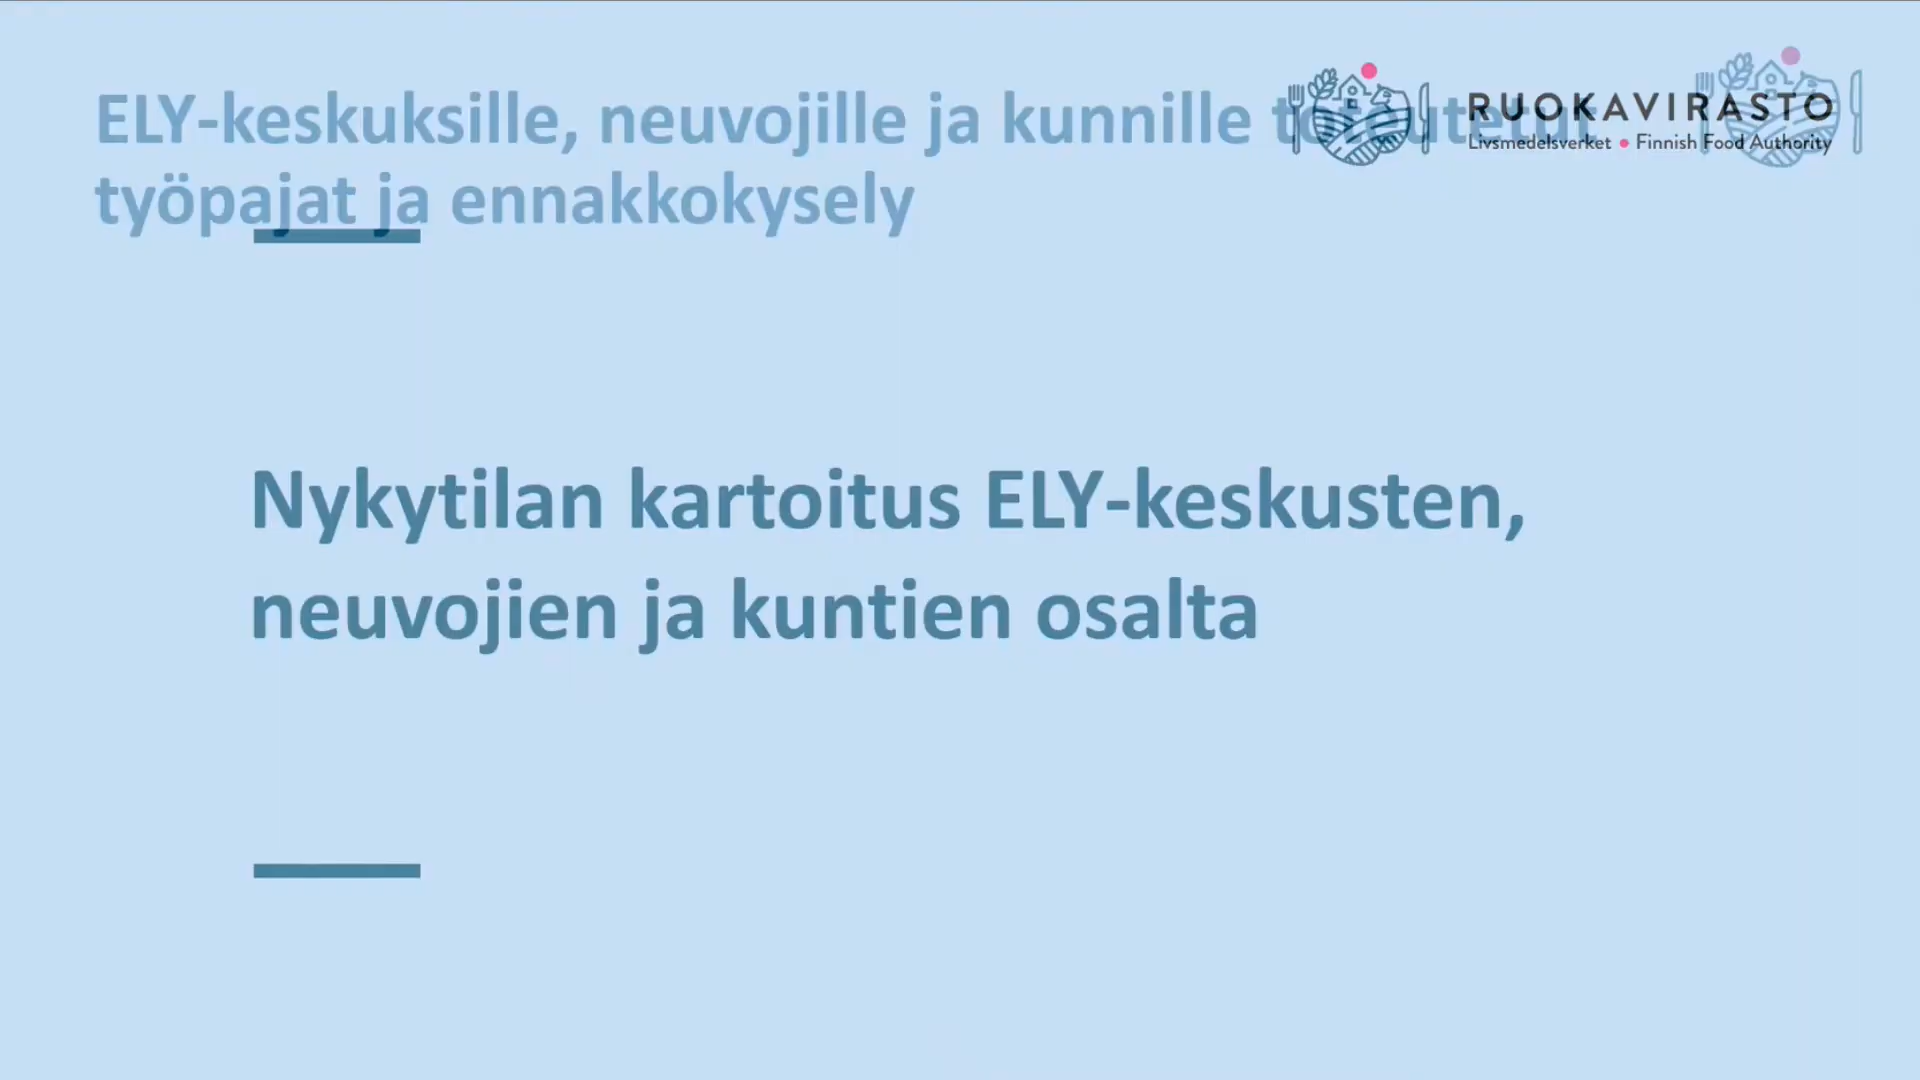 ELY-keskuksille, neuvojille ja kunnille toteutetut
työpajat ja ennakkokysely
RUOKAVIRASTO
Livsmedelsverket • Finnish Food Authority
Nykytilan kartoitus ELY-keskusten,
neuvojien ja kuntien osalta